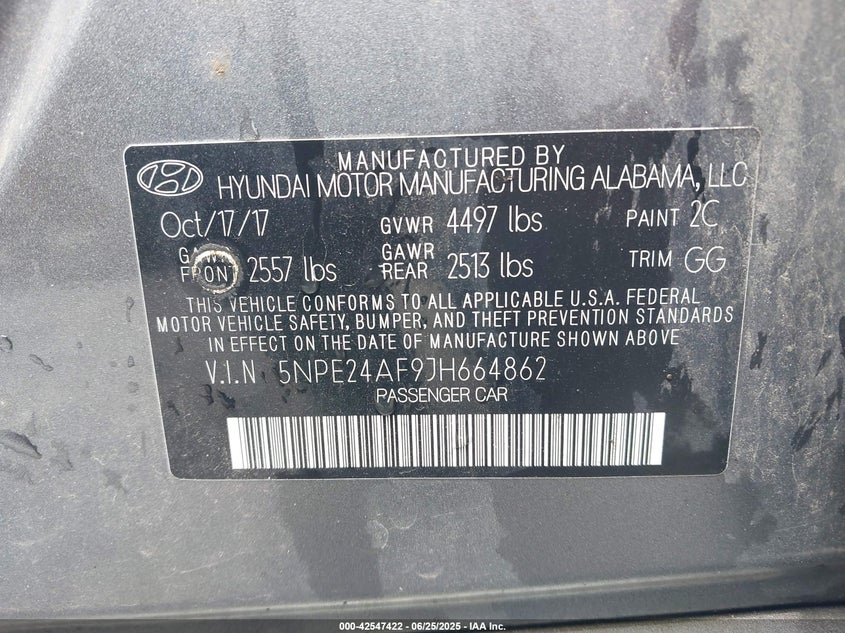 MANUFACTURED BY
HYUNDAI MOTOR MANUFACTURING ALABAMA, LLC
Oct/17/17 GVWR 4497 lbs PAINT 2C
GAWR FRONT 2557 lbs GAWR REAR 2513 lbs TRIM GG
THIS VEHICLE CONFORMS TO ALL APPLICABLE U.S.A. FEDERAL
MOTOR VEHICLE SAFETY, BUMPER, AND THEFT PREVENTION STANDARDS
IN EFFECT ON THE DATE OF MANUFACTURE SHOWN ABOVE
V.I.N 5NPE24AF9JH664862
PASSENGER CAR
000-42547422 - 06/25/2025 - IAA Inc.